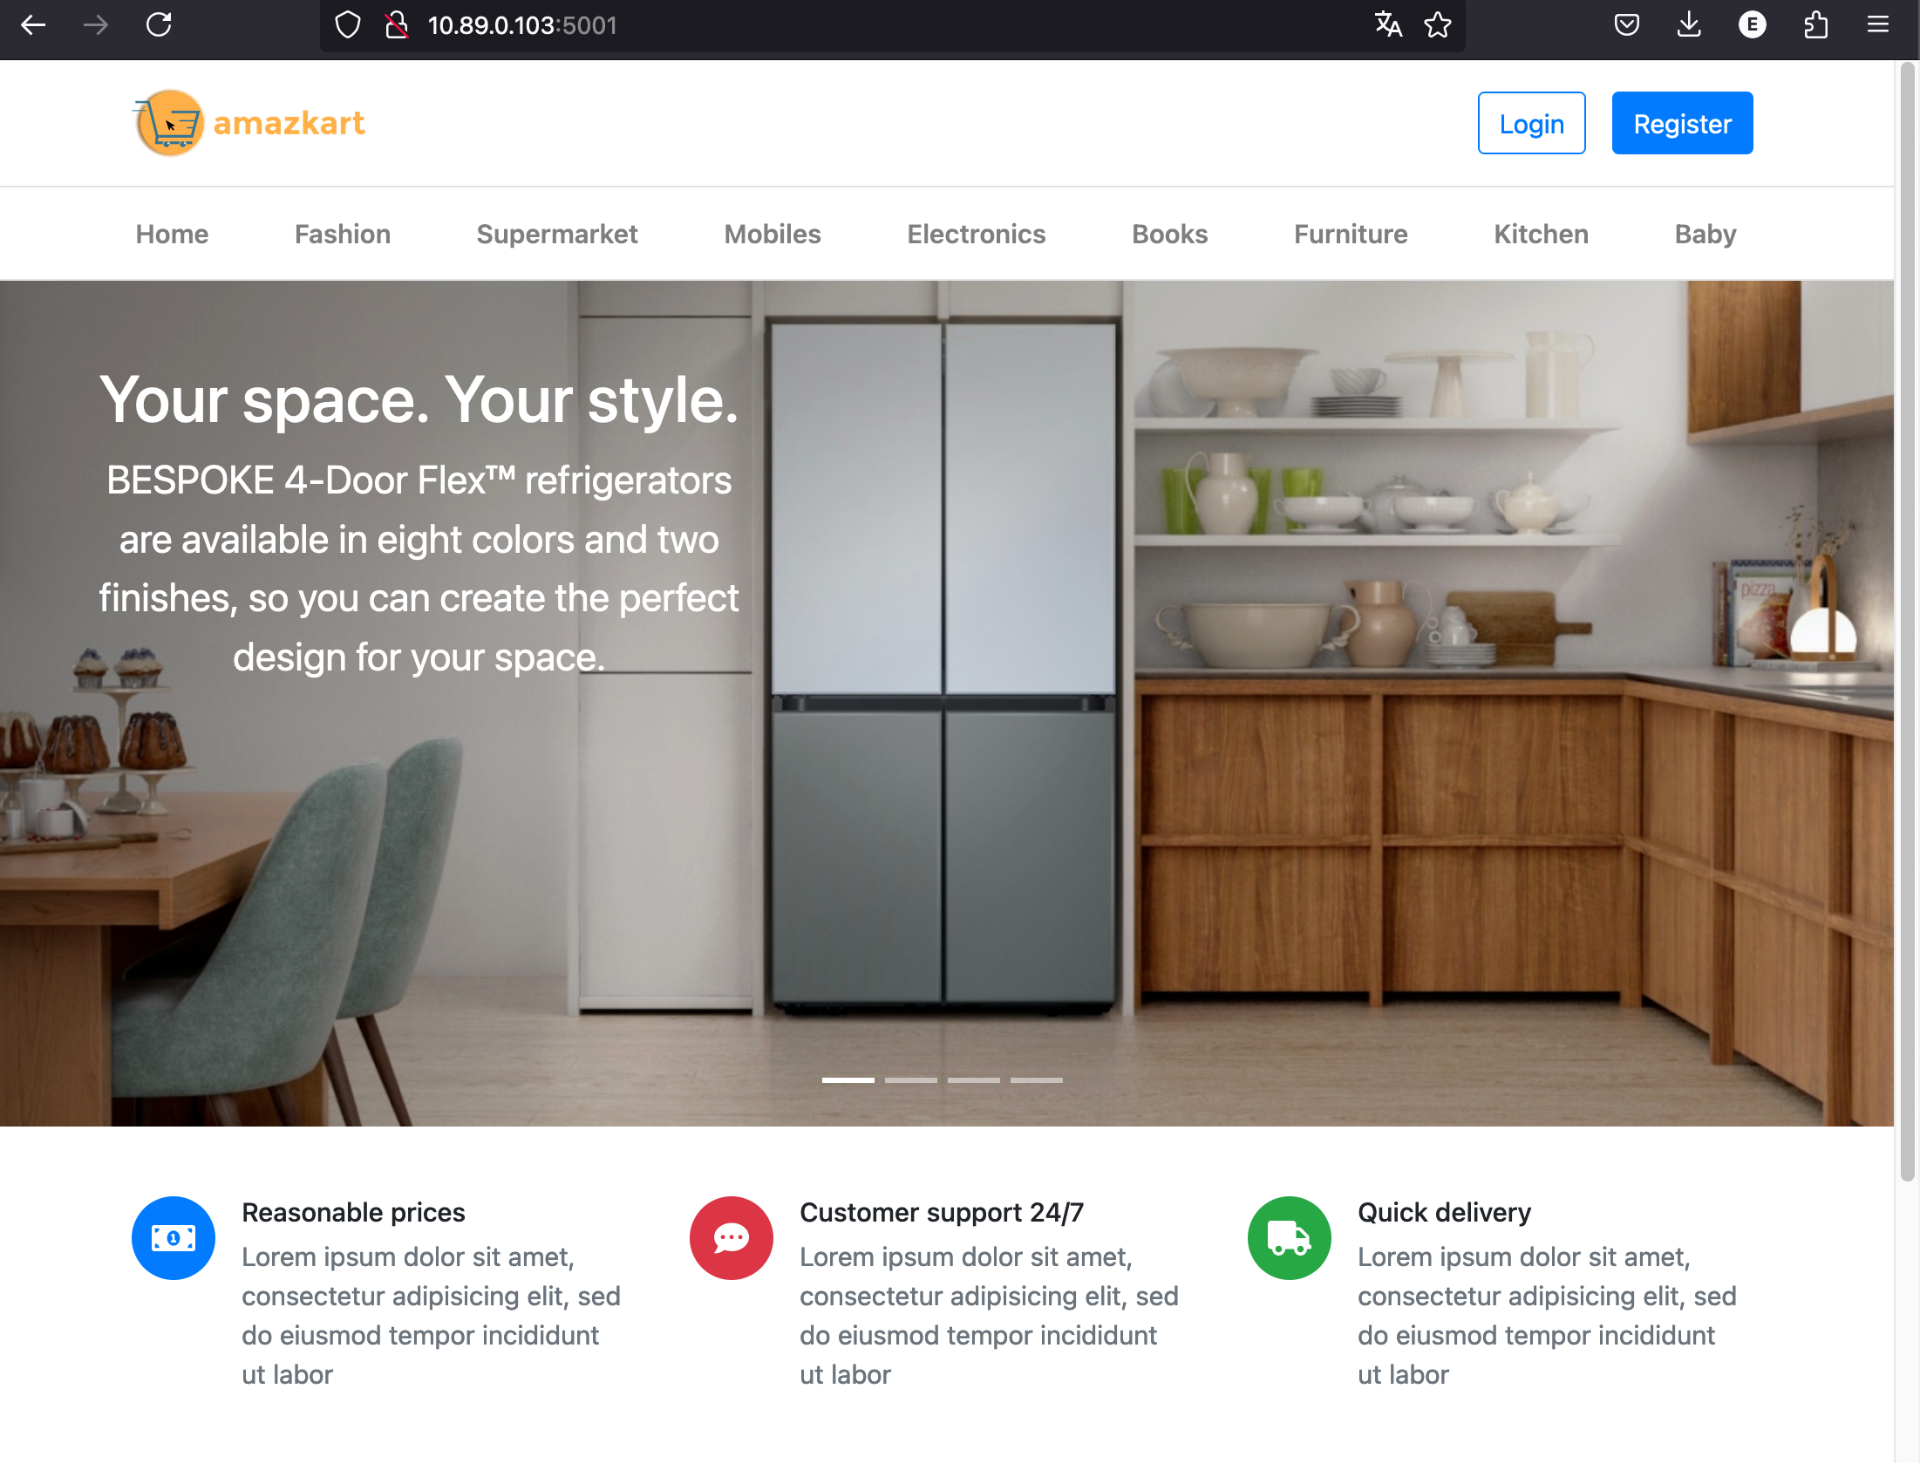 10.89.0.103:5001
E
amazkart
Login
Register
Home
Fashion
Supermarket
Mobiles
Electronics
Books
Furniture
Kitchen
Baby
Your space. Your style.
BESPOKE 4-Door Flex™ refrigerators
are available in eight colors and two
finishes, so you can create the perfect
design for your space.
pizza
Reasonable prices
Lorem ipsum dolor sit amet,
consectetur adipisicing elit, sed
do eiusmod tempor incididunt
ut labor
Customer support 24/7
Lorem ipsum dolor sit amet,
consectetur adipisicing elit, sed
do eiusmod tempor incididunt
ut labor
Quick delivery
Lorem ipsum dolor sit amet,
consectetur adipisicing elit, sed
do eiusmod tempor incididunt
ut labor